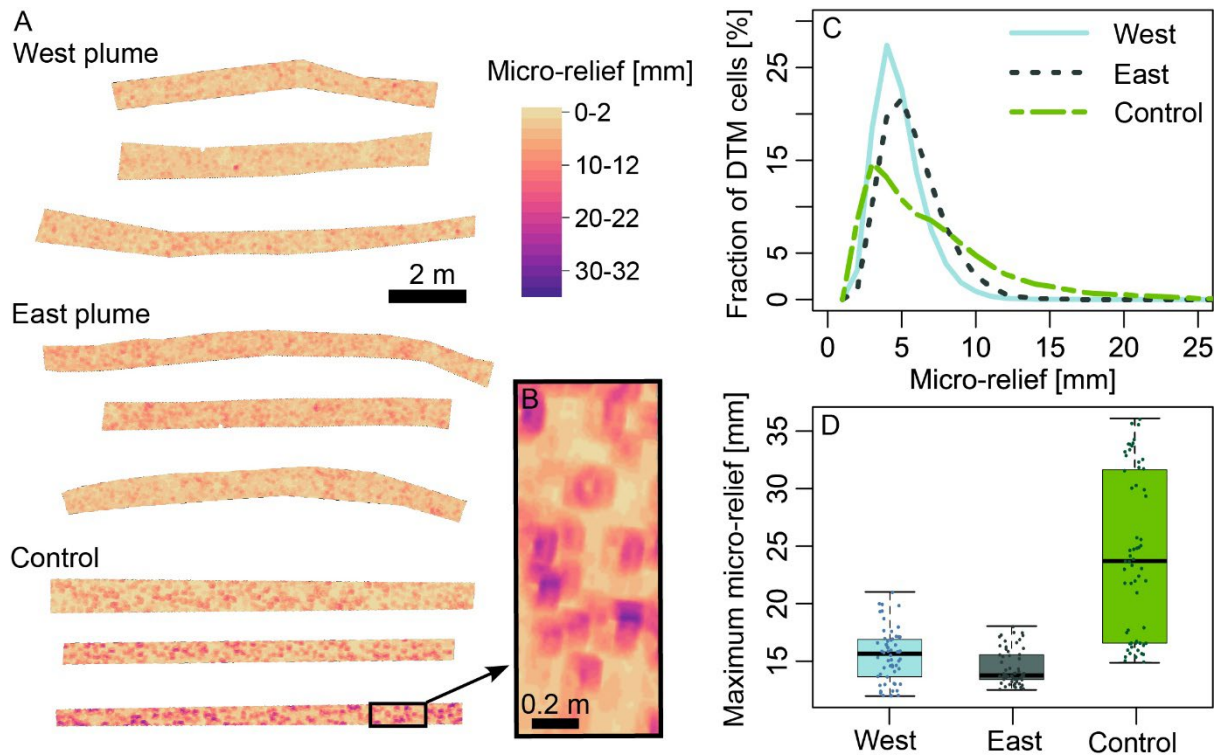 A
West plume
Micro-relief [mm]
0-2
10-12
20-22
30-32
2 m
East plume
Control
B
0.2 m
C
West
East
Control
Fraction of DTM cells [%]
25
15
5
0
0 5 10 15 20 25
Micro-relief [mm]
D
Maximum micro-relief [mm]
35
30
25
20
15
West East Control